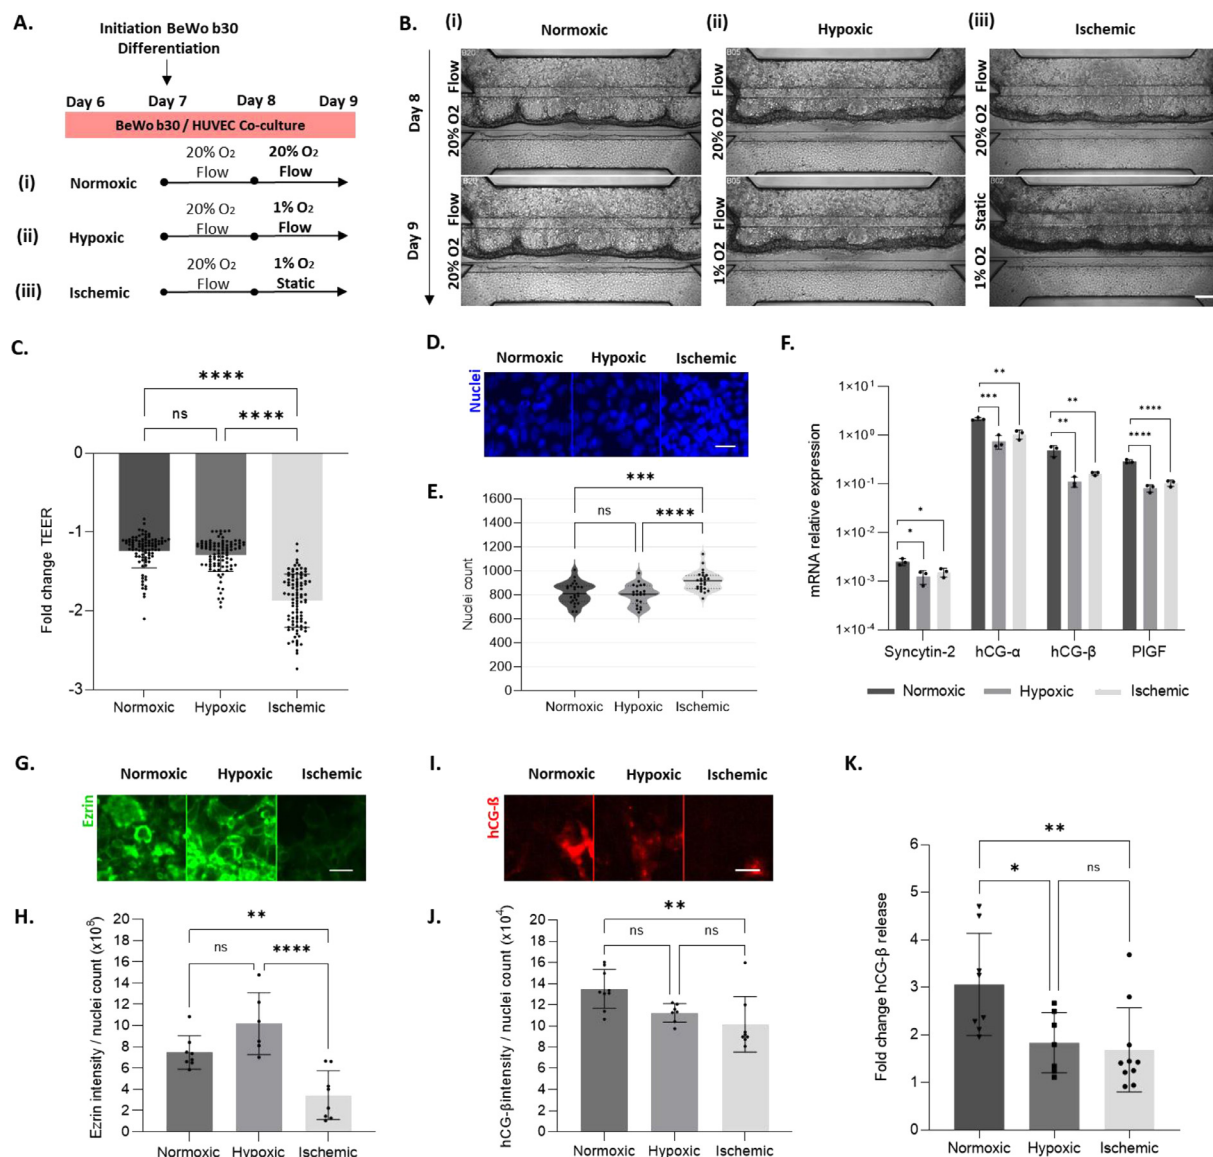 A.
Initiation BeWo b30
Differentiation
Day 6 Day 7 Day 8 Day 9
BeWo b30 / HUVEC Co-culture
20% O₂ 20% O₂
Flow Flow
(i) Normoxic
20% O₂ 1% O₂
Flow Flow
(ii) Hypoxic
20% O₂ 1% O₂
Flow Static
(iii) Ischemic
B.
(i) (ii) (iii)
Normoxic Hypoxic Ischemic
Day 8
20% O2 Flow
20% O2 Flow
20% O2 Flow
Day 9
20% O2 Flow
1% O2 Flow
1% O2 Static
C.
****
ns ****
0
-1
-2
-3
Fold change TEER
Normoxic Hypoxic Ischemic
D.
Normoxic Hypoxic Ischemic
Nuclei
E.
***
ns ****
1600
1400
1200
1000
800
600
400
200
0
Nuclei count
Normoxic Hypoxic Ischemic
F.
mRNA relative expression
1×10¹
1×10⁰
1×10⁻¹
1×10⁻²
1×10⁻³
1×10⁻⁴
**
***
**
**
****
****
*
*
Syncytin-2 hCG-α hCG-β PlGF
Normoxic Hypoxic Ischemic
G.
Normoxic Hypoxic Ischemic
Ezrin
H.
**
ns ****
20
18
16
14
12
10
8
6
4
2
0
Ezrin intensity / nuclei count (x10⁸)
Normoxic Hypoxic Ischemic
I.
Normoxic Hypoxic Ischemic
hCG-ß
J.
**
ns ns
20
18
16
14
12
10
8
6
4
2
0
hCG-βintensity / nuclei count (x10⁴)
Normoxic Hypoxic Ischemic
K.
**
* ns
6
5
4
3
2
1
0
Fold change hCG-β release
Normoxic Hypoxic Ischemic